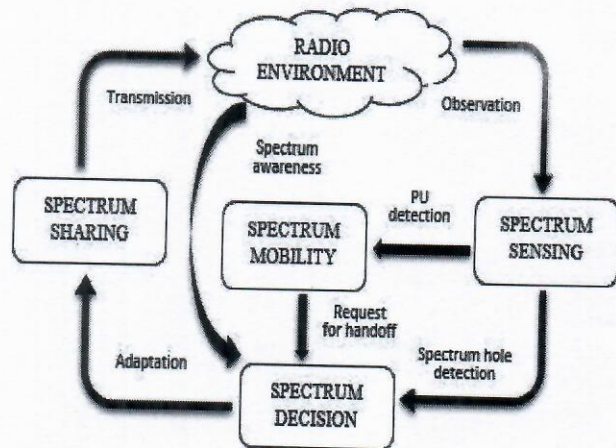 RADIO
ENVIRONMENT
Transmission
Observation
Spectrum
awareness
PU
detection
SPECTRUM
SHARING
SPECTRUM
MOBILITY
SPECTRUM
SENSING
Request
for handoff
Adaptation
Spectrum hole
detection
SPECTRUM
DECISION